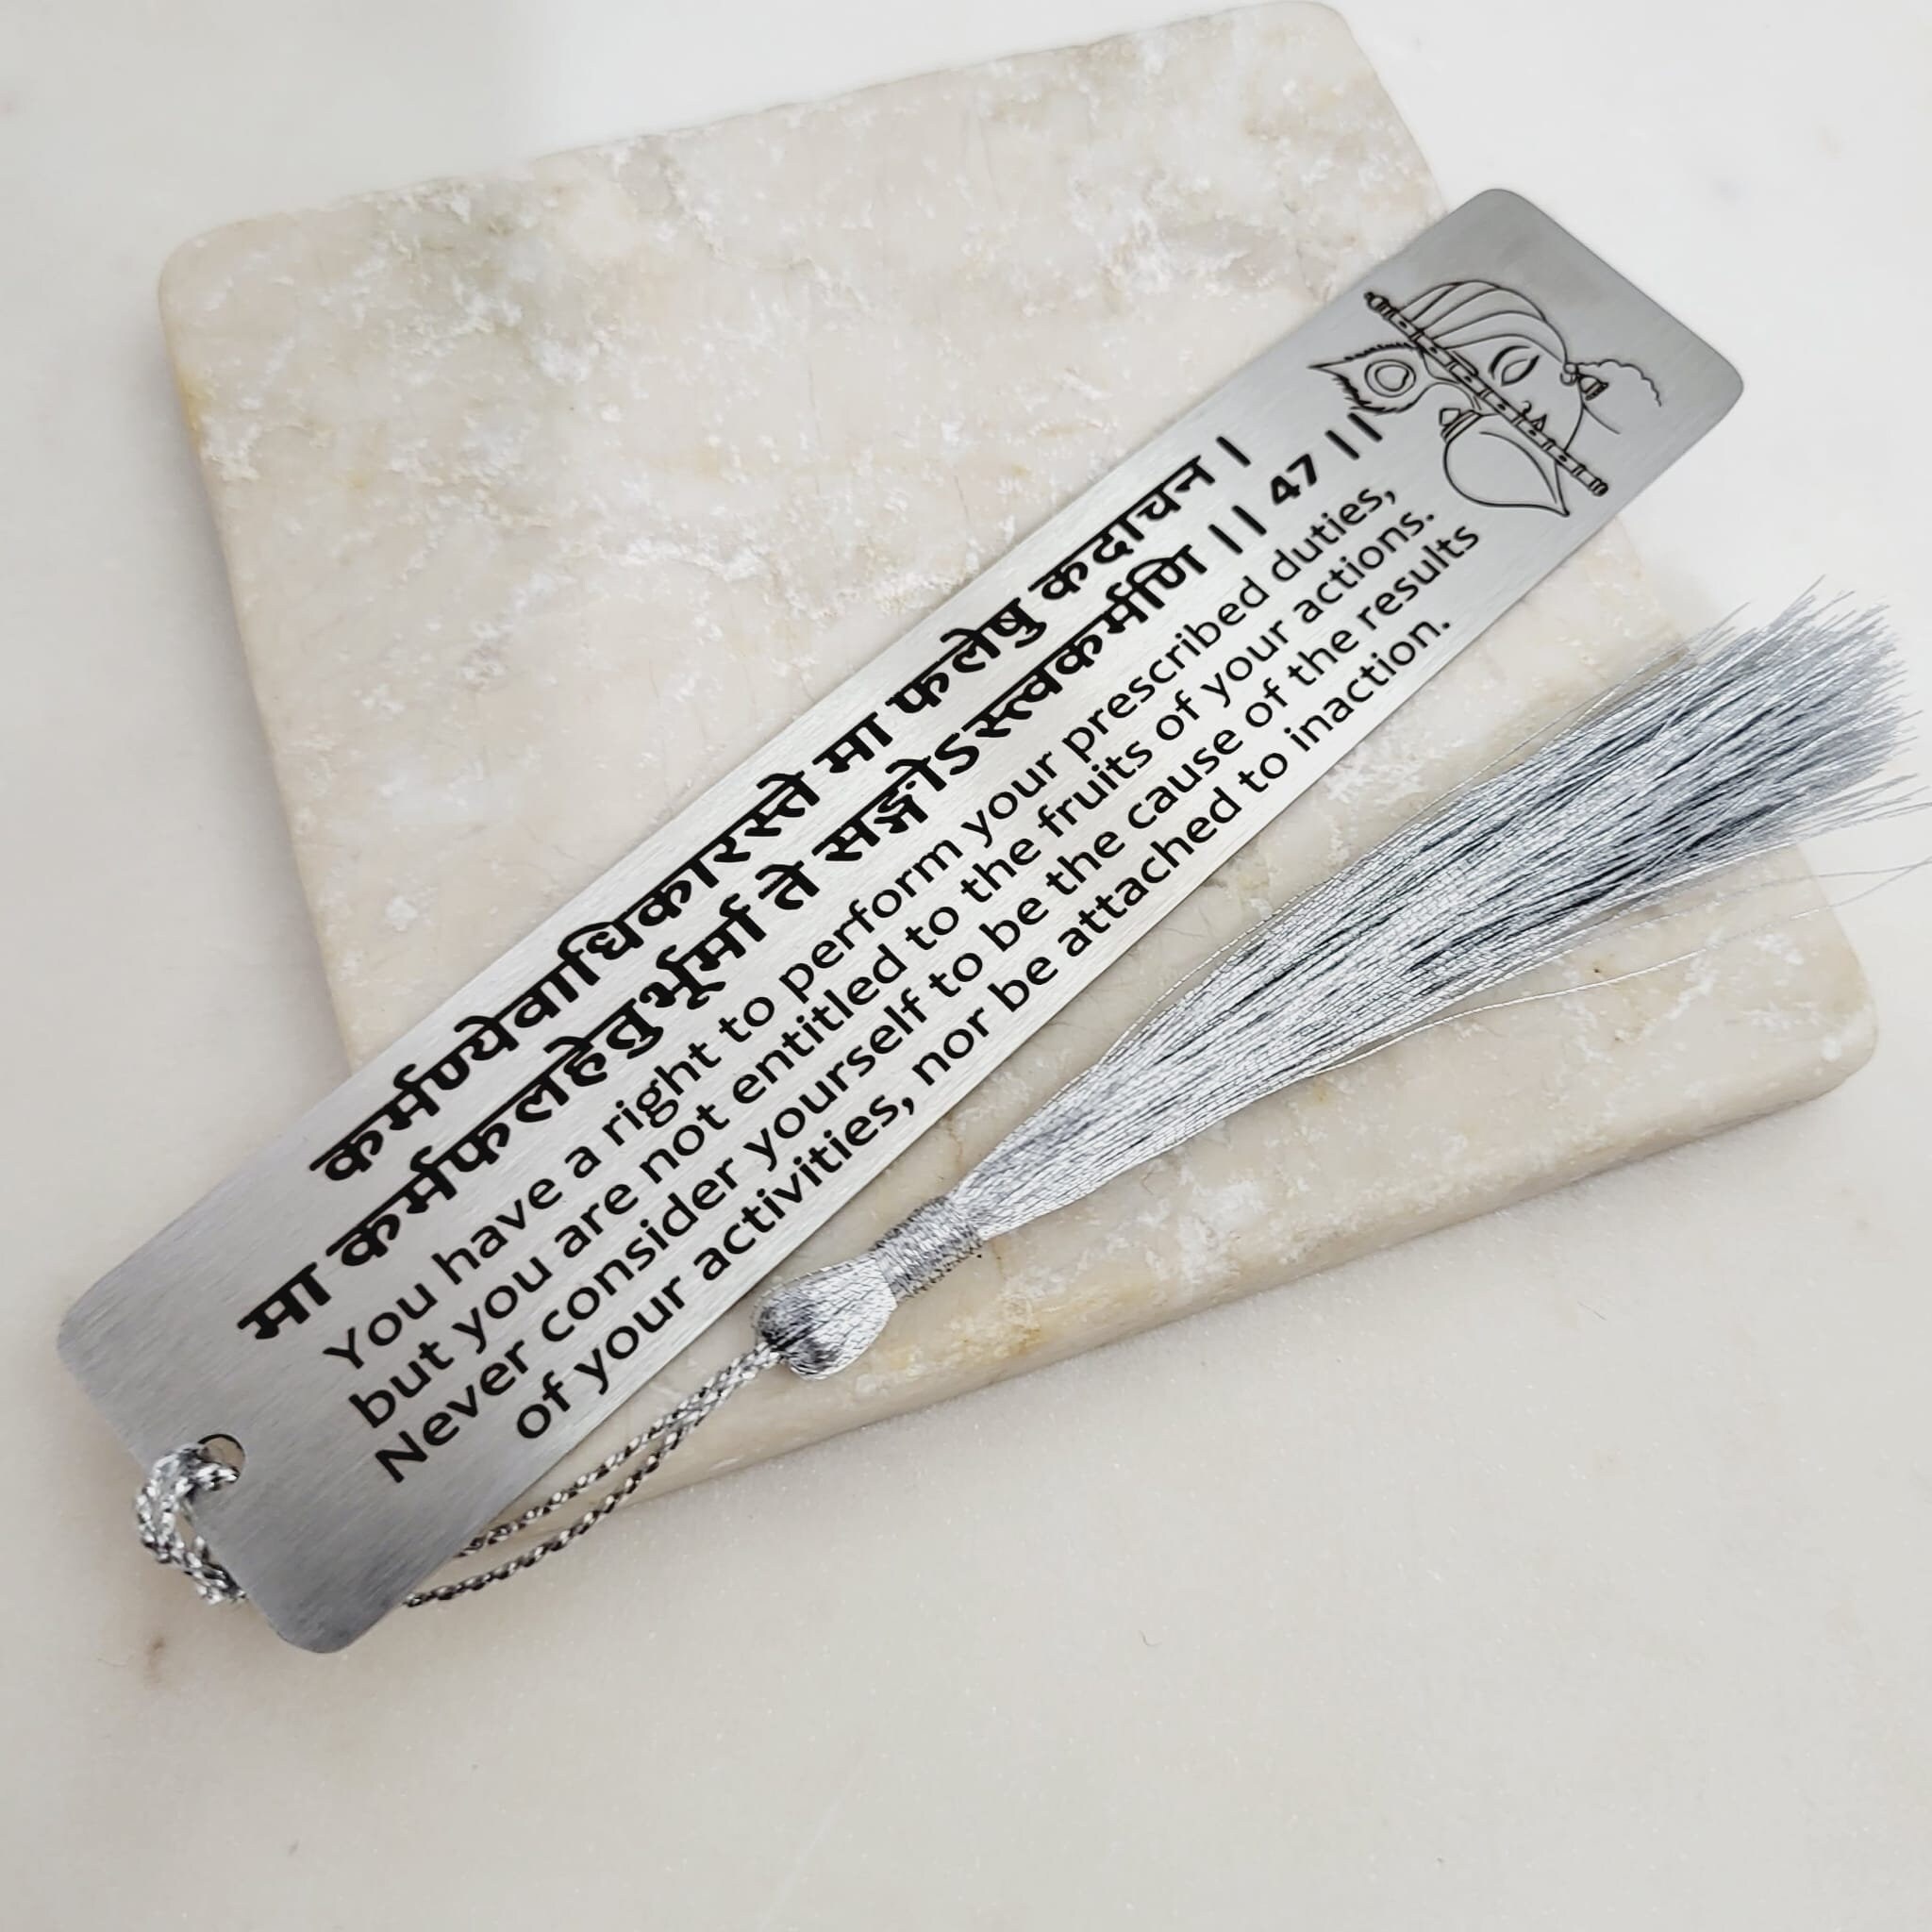 कर्मण्येवाधिकारस्ते मा फलेषु कदाचन |
मा कर्मफलहेतुर्भूर्मा ते सङ्गोऽस्त्वकर्मणि || 47 ||
You have a right to perform your prescribed duties,
but you are not entitled to the fruits of your actions.
Never consider yourself to be the cause of the results
of your activities, nor be attached to inaction.